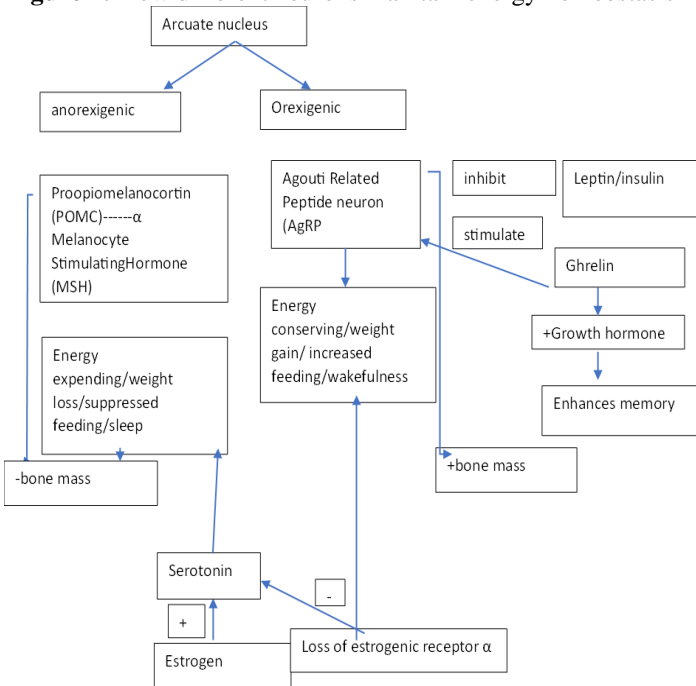 Arcuate nucleus
anorexigenic
Orexigenic
Proopiomelanocortin
(POMC)------α
Melanocyte
StimulatingHormone
(MSH)
Agouti Related
Peptide neuron
(AgRP
inhibit
Leptin/insulin
stimulate
Ghrelin
+Growth hormone
Enhances memory
Energy
conserving/weight
gain/ increased
feeding/wakefulness
Energy
expending/weight
loss/suppressed
feeding/sleep
-bone mass
+bone mass
Serotonin
-
+
Estrogen
Loss of estrogenic receptor α